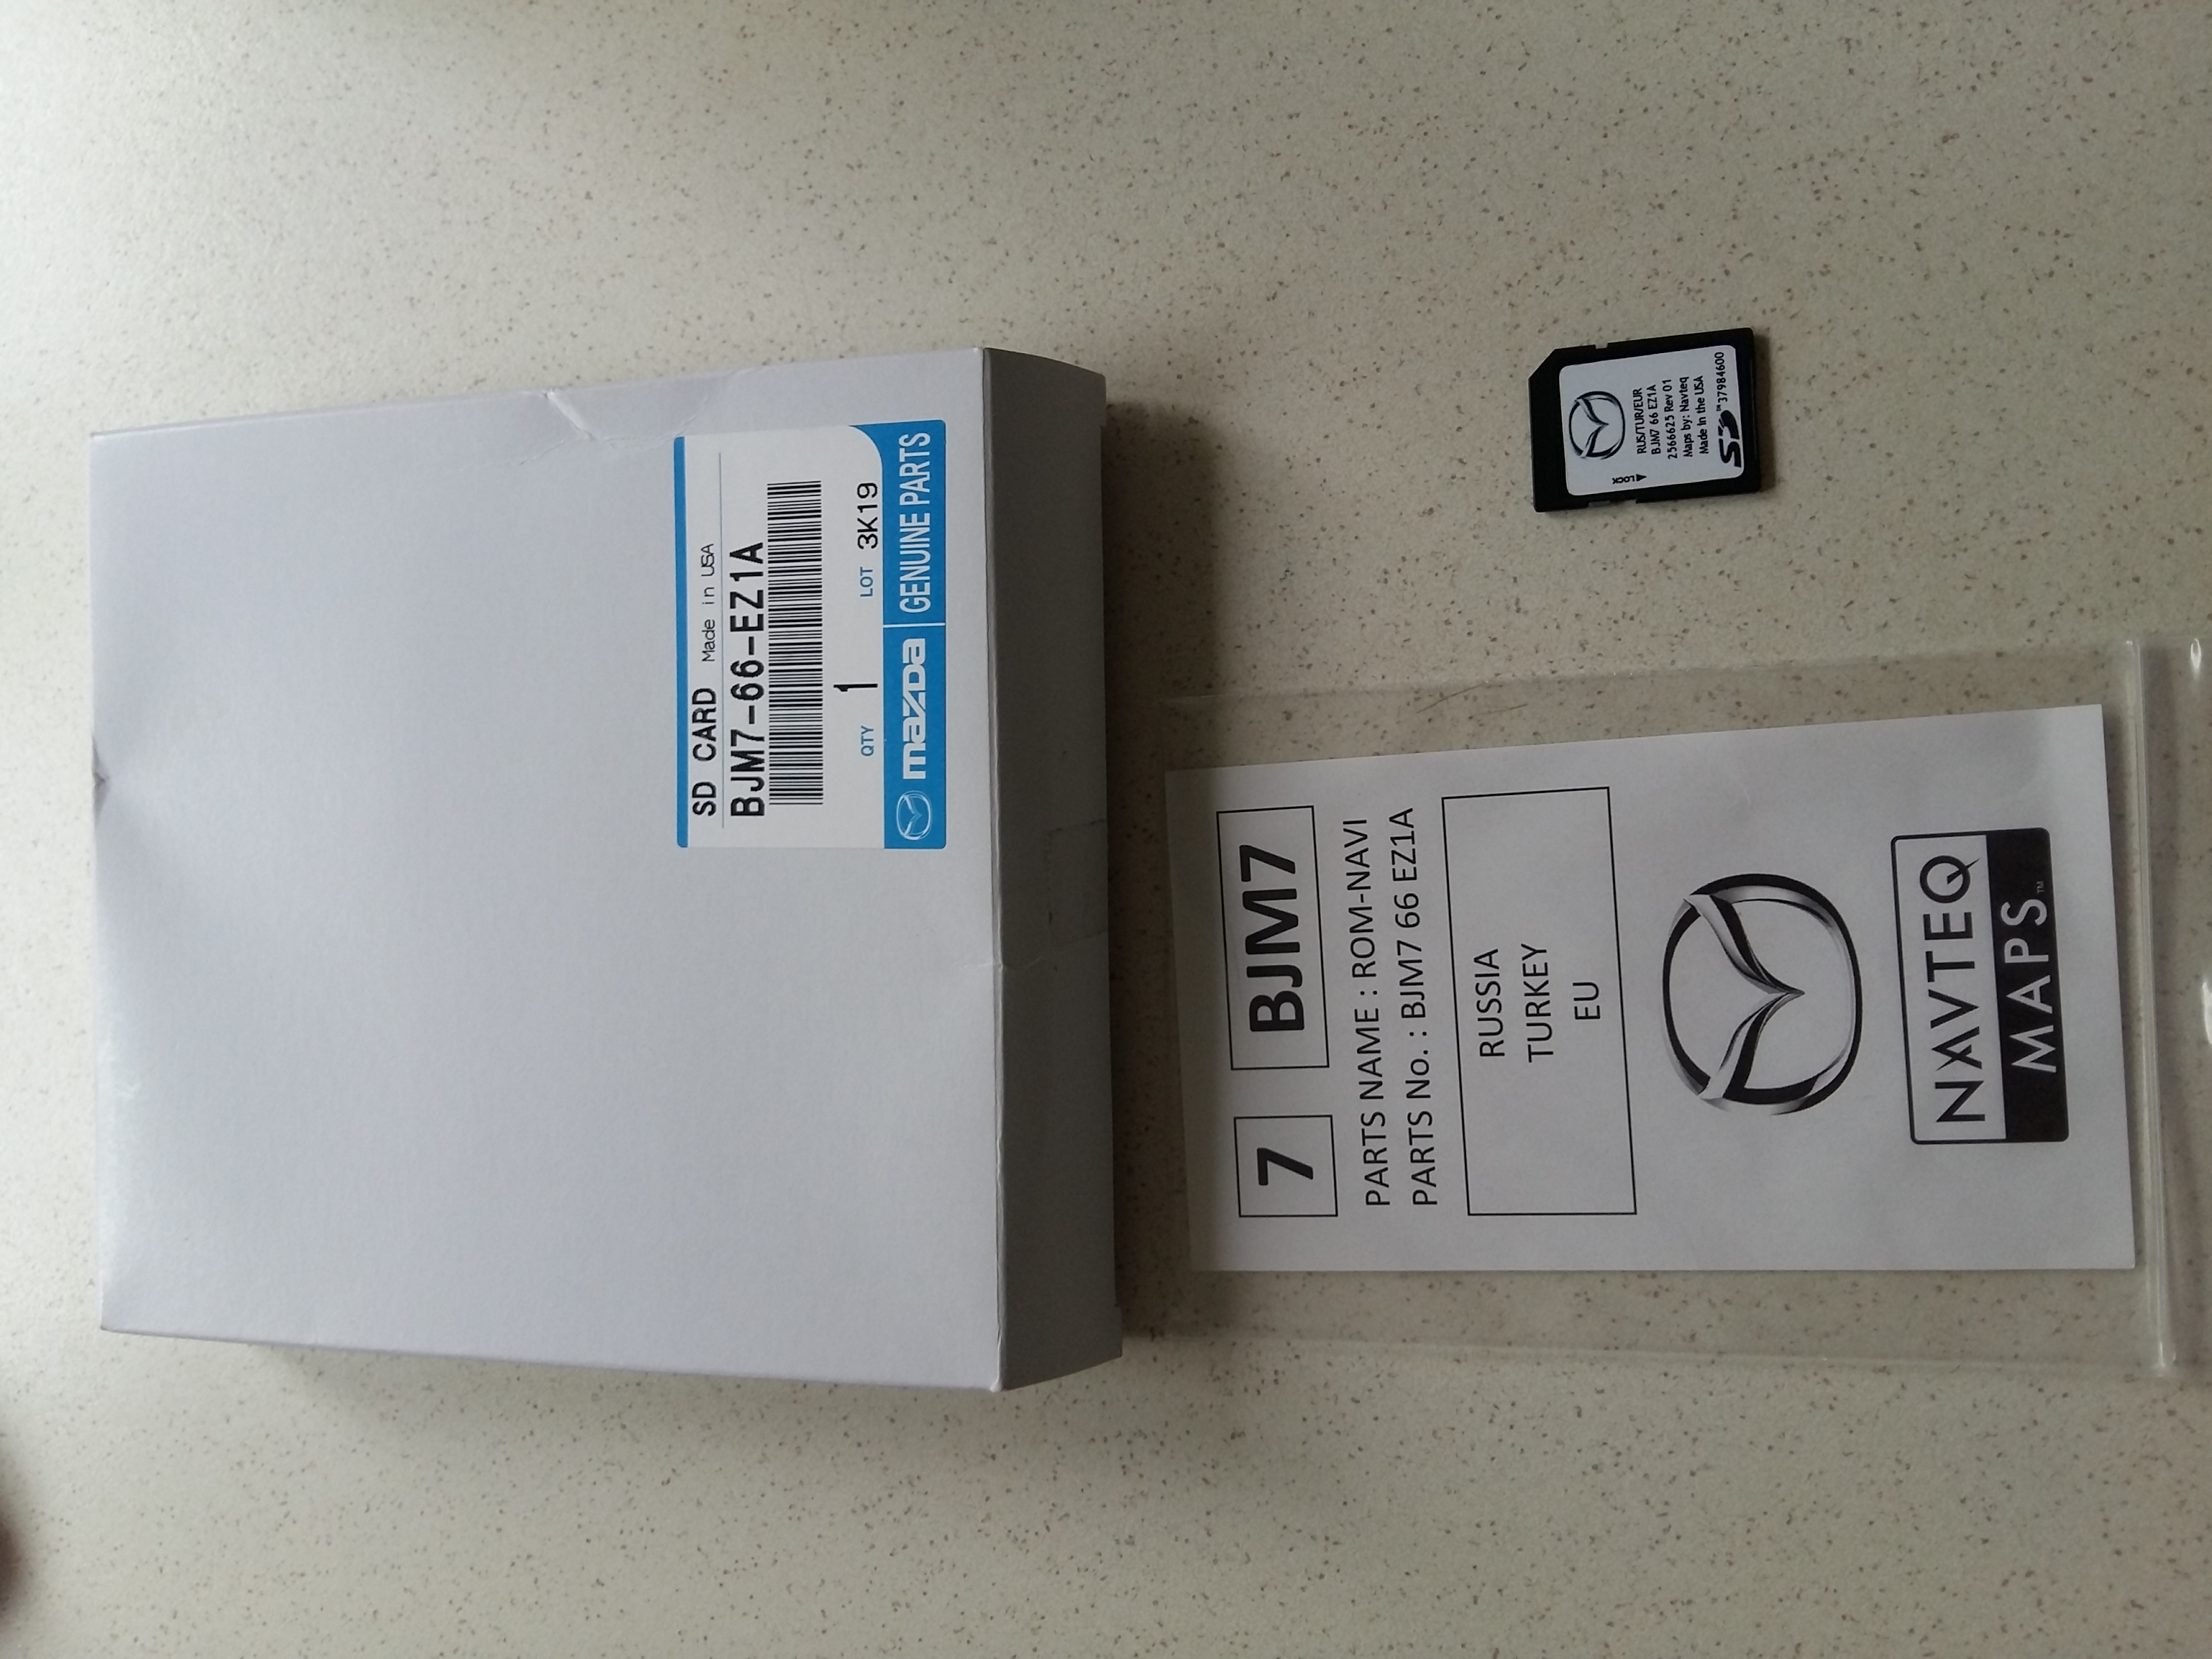 SD CARD Made in USA
BJM7-66-EZ1A
QTY 1 LOT 3K19
mazda GENUINE PARTS
7 BJM7
PARTS NAME : ROM-NAVI
PARTS No. : BJM7 66 EZ1A
RUSSIA
TURKEY
EU
NAVTEQ
MAPS.™
LOCK
RUS/TUR/EUR
BJM7 66 EZ1A
2566625 Rev 01
Maps by: Navteq
Made In the USA
SD™ 37984600